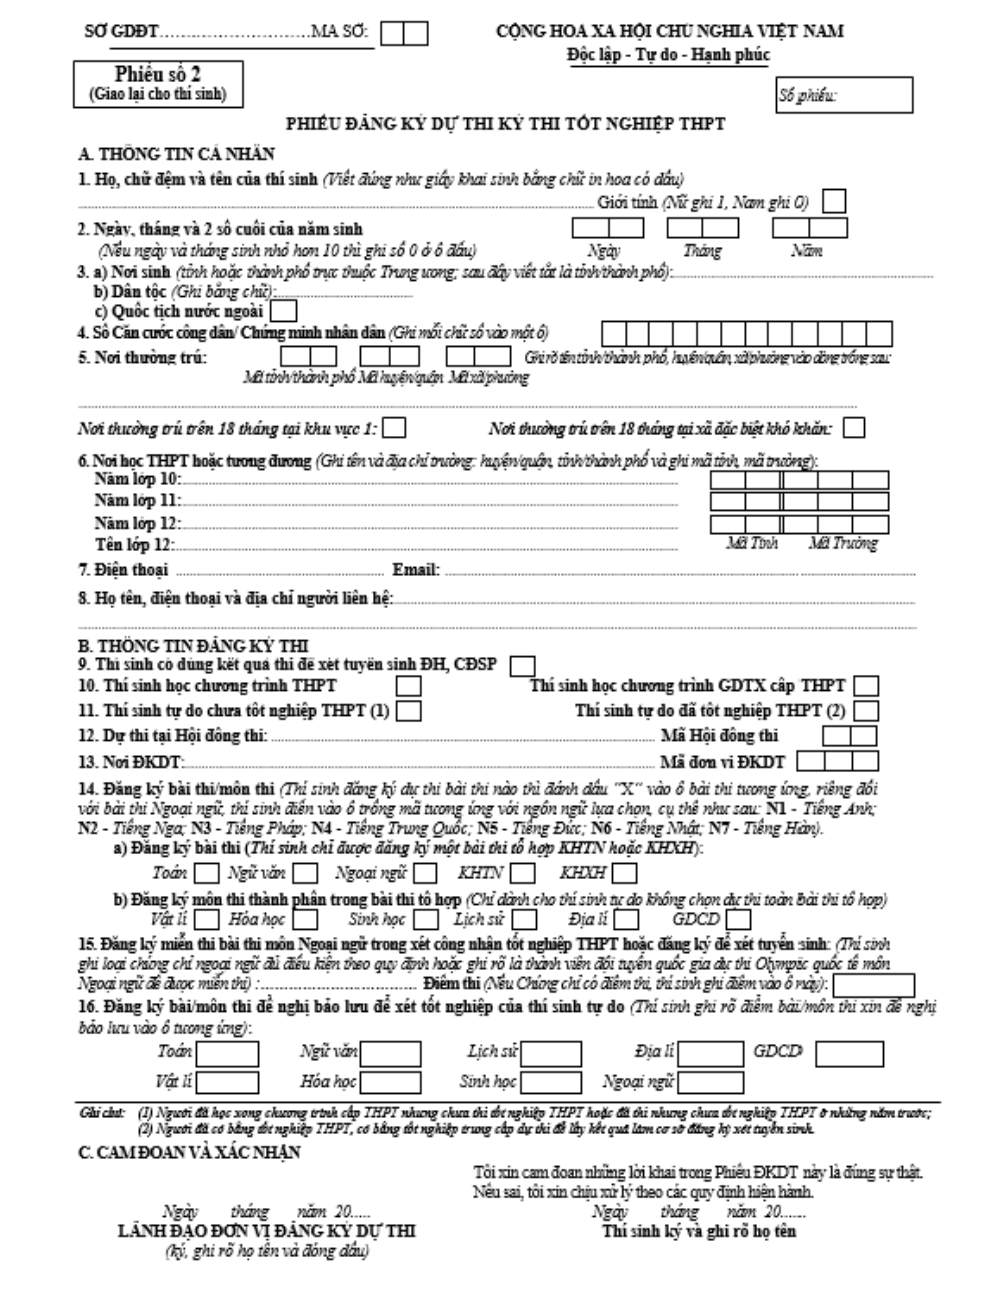 SỞ GDĐT..............................MÃ SỞ:
CỘNG HOÀ XÃ HỘI CHỦ NGHĨA VIỆT NAM
Độc lập - Tự do - Hạnh phúc
Phiếu số 2
(Giao lại cho thí sinh)
Số phiếu:
PHIẾU ĐĂNG KÝ DỰ THI KỲ THI TỐT NGHIỆP THPT
A. THÔNG TIN CÁ NHÂN
1. Họ, chữ đệm và tên của thí sinh (Viết đúng như giấy khai sinh bằng chữ in hoa có dấu)
Giới tính (Nữ ghi 1, Nam ghi 0)
2. Ngày, tháng và 2 số cuối của năm sinh
(Nếu ngày và tháng sinh nhỏ hơn 10 thì ghi số 0 ở ô đầu) Ngày Tháng Năm
3. a) Nơi sinh (tỉnh hoặc thành phố trực thuộc Trung ương; sau đây viết tắt là tỉnh/thành phố):
b) Dân tộc (Ghi bằng chữ):
c) Quốc tịch nước ngoài
4. Số Căn cước công dân/ Chứng minh nhân dân (Ghi mỗi chữ số vào một ô)
5. Nơi thường trú: Ghi rõ tên tỉnh/thành phố, huyện/quận, xã/phường vào dòng trống sau:
Mã tỉnh/thành phố Mã huyện/quận Mã xã/phường
Nơi thường trú trên 18 tháng tại khu vực 1: Nơi thường trú trên 18 tháng tại xã đặc biệt khó khăn:
6. Nơi học THPT hoặc tương đương (Ghi tên và địa chỉ trường: huyện/quận, tỉnh/thành phố và ghi mã tỉnh, mã trường):
Năm lớp 10:
Năm lớp 11:
Năm lớp 12:
Tên lớp 12: Mã Tỉnh Mã Trường
7. Điện thoại Email:
8. Họ tên, điện thoại và địa chỉ người liên hệ:
B. THÔNG TIN ĐĂNG KÝ THI
9. Thí sinh có dùng kết quả thi để xét tuyển sinh ĐH, CĐSP
10. Thí sinh học chương trình THPT Thí sinh học chương trình GDTX cấp THPT
11. Thí sinh tự do chưa tốt nghiệp THPT (1) Thí sinh tự do đã tốt nghiệp THPT (2)
12. Dự thi tại Hội đồng thi: Mã Hội đồng thi
13. Nơi ĐKDT: Mã đơn vị ĐKDT
14. Đăng ký bài thi/môn thi (Thí sinh đăng ký dự thi bài thi nào thì đánh dấu "X" vào ô bài thi tương ứng, riêng đối
với bài thi Ngoại ngữ, thí sinh điền vào ô trống mã tương ứng với ngôn ngữ lựa chọn, cụ thể như sau: N1 - Tiếng Anh;
N2 - Tiếng Nga; N3 - Tiếng Pháp; N4 - Tiếng Trung Quốc; N5 - Tiếng Đức; N6 - Tiếng Nhật; N7 - Tiếng Hàn).
a) Đăng ký bài thi (Thí sinh chỉ được đăng ký một bài thi tổ hợp KHTN hoặc KHXH):
Toán Ngữ văn Ngoại ngữ KHTN KHXH
b) Đăng ký môn thi thành phần trong bài thi tổ hợp (Chỉ dành cho thí sinh tự do không chọn dự thi toàn bài thi tổ hợp)
Vật lí Hóa học Sinh học Lịch sử Địa lí GDCD
15. Đăng ký miễn thi bài thi môn Ngoại ngữ trong xét công nhận tốt nghiệp THPT hoặc đăng ký để xét tuyển sinh: (Thí sinh
ghi loại chứng chỉ ngoại ngữ đủ điều kiện theo quy định hoặc ghi rõ là thành viên đội tuyển quốc gia dự thi Olympic quốc tế môn
Ngoại ngữ để được miễn thi) :.................................. Điểm thi (Nếu Chứng chỉ có điểm thi, thí sinh ghi điểm vào ô này):
16. Đăng ký bài/môn thi đề nghị bảo lưu để xét tốt nghiệp của thí sinh tự do (Thí sinh ghi rõ điểm bài/môn thi xin đề nghị
bảo lưu vào ô tương ứng):
Toán Ngữ văn Lịch sử Địa lí GDCD
Vật lí Hóa học Sinh học Ngoại ngữ
Ghi chú: (1) Người đã học xong chương trình cấp THPT nhưng chưa thi tốt nghiệp THPT hoặc đã thi nhưng chưa tốt nghiệp THPT ở những năm trước;
(2) Người đã có bằng tốt nghiệp THPT, có bằng tốt nghiệp trung cấp dự thi để lấy kết quả làm cơ sở đăng ký xét tuyển sinh.
C. CAM ĐOAN VÀ XÁC NHẬN
Tôi xin cam đoan những lời khai trong Phiếu ĐKDT này là đúng sự thật.
Nếu sai, tôi xin chịu xử lý theo các quy định hiện hành.
Ngày tháng năm 20..... Ngày tháng năm 20.......
LÃNH ĐẠO ĐƠN VỊ ĐĂNG KÝ DỰ THI Thí sinh ký và ghi rõ họ tên
(ký, ghi rõ họ tên và đóng dấu)